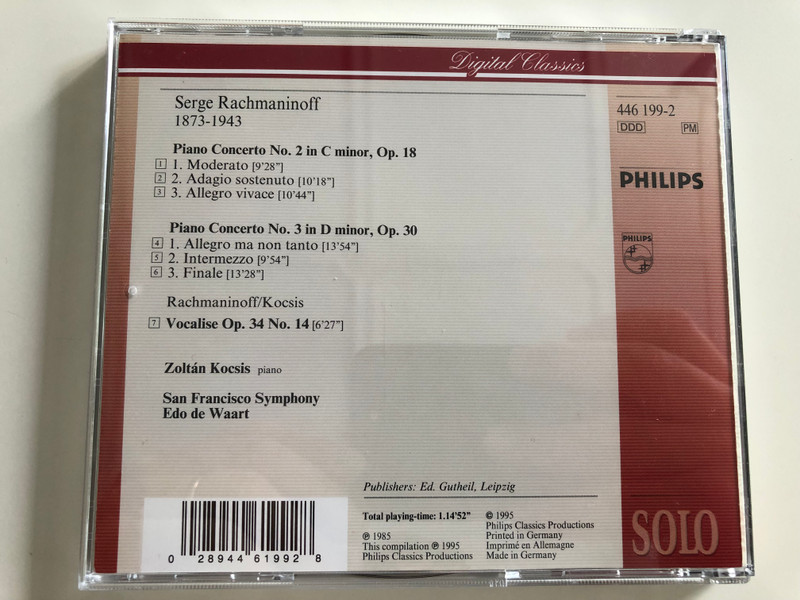 Digital Classics
Serge Rachmaninoff
1873-1943
Piano Concerto No. 2 in C minor, Op. 18
1 1. Moderato [9'28"]
2 2. Adagio sostenuto [10'18"]
3 3. Allegro vivace [10'44"]
Piano Concerto No. 3 in D minor, Op. 30
4 1. Allegro ma non tanto [13'54"]
5 2. Intermezzo [9'54"]
6 3. Finale [13'28"]
Rachmaninoff/Kocsis
7 Vocalise Op. 34 No. 14 [6'27"]
Zoltán Kocsis piano
San Francisco Symphony
Edo de Waart
Publishers: Ed. Gutheil, Leipzig
Total playing-time: 1.14'52"
℗ 1985
This compilation ℗ 1995
Philips Classics Productions
© 1995
Philips Classics Productions
Printed in Germany
Imprimé en Allemagne
Made in Germany
0 28944 61992 8
446 199-2
DDD PM
PHILIPS
PHILIPS
SOLO